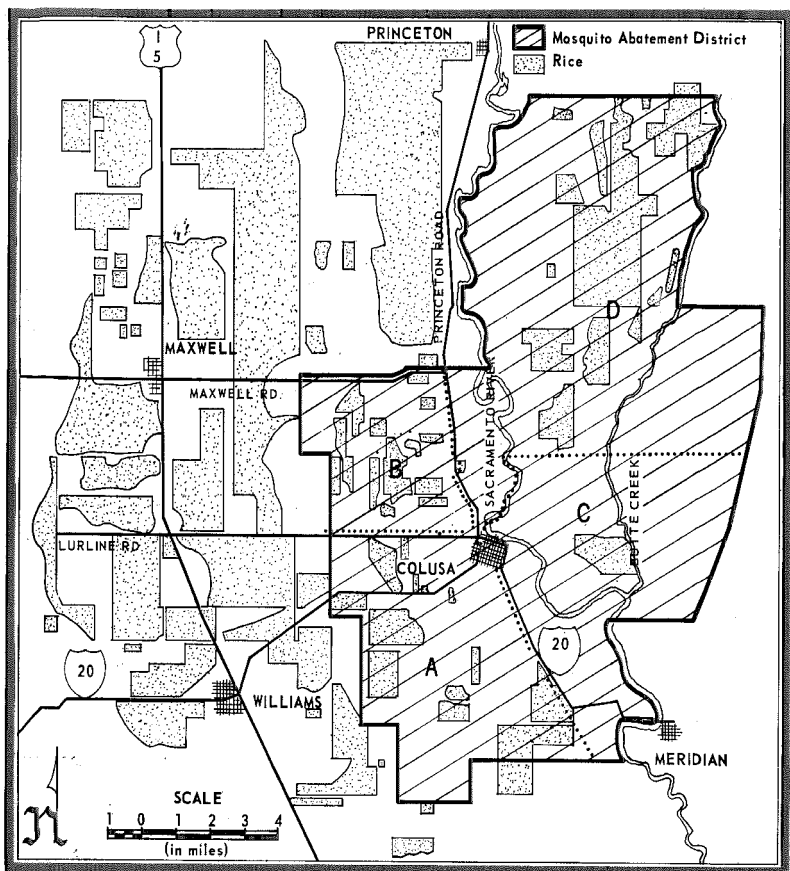 PRINCETON
Mosquito Abatement District
Rice
I
5
PRINCETON ROAD
D
MAXWELL
MAXWELL RD.
SACRAMENTO RIVER
B
C
BUTTE CREEK
LURLINE RD
COLUSA
20
20
A
WILLIAMS
MERIDIAN
N
SCALE
1 0 1 2 3 4
(in miles)